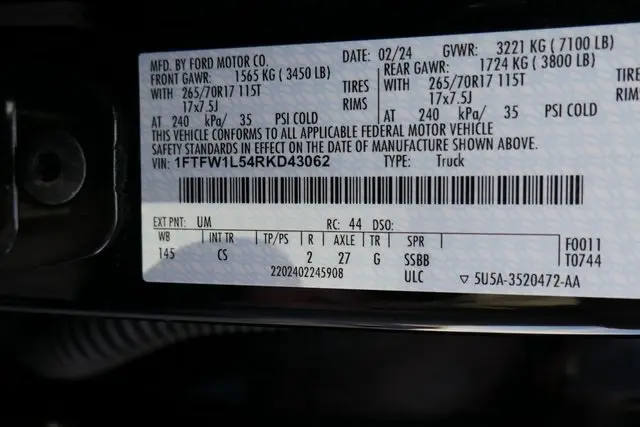 MFD. BY FORD MOTOR CO. DATE: 02/24 GVWR: 3221 KG (7100 LB)
FRONT GAWR: 1565 KG (3450 LB) REAR GAWR: 1724 KG (3800 LB)
WITH 265/70R17 115T TIRES WITH 265/70R17 115T TIRES
17x7.5J RIMS 17x7.5J RIMS
AT 240 kPa/ 35 PSI COLD AT 240 kPa/ 35 PSI COLD
THIS VEHICLE CONFORMS TO ALL APPLICABLE FEDERAL MOTOR VEHICLE
SAFETY STANDARDS IN EFFECT ON THE DATE OF MANUFACTURE SHOWN ABOVE.
VIN: 1FTFW1L54RKD43062 TYPE: Truck
EXT PNT: UM RC: 44 DSO:
WB INT TR TP/PS R AXLE TR SPR F0011
145 CS 2 27 G SSBB T0744
2202402245908 ULC ▽ 5U5A-3520472-AA